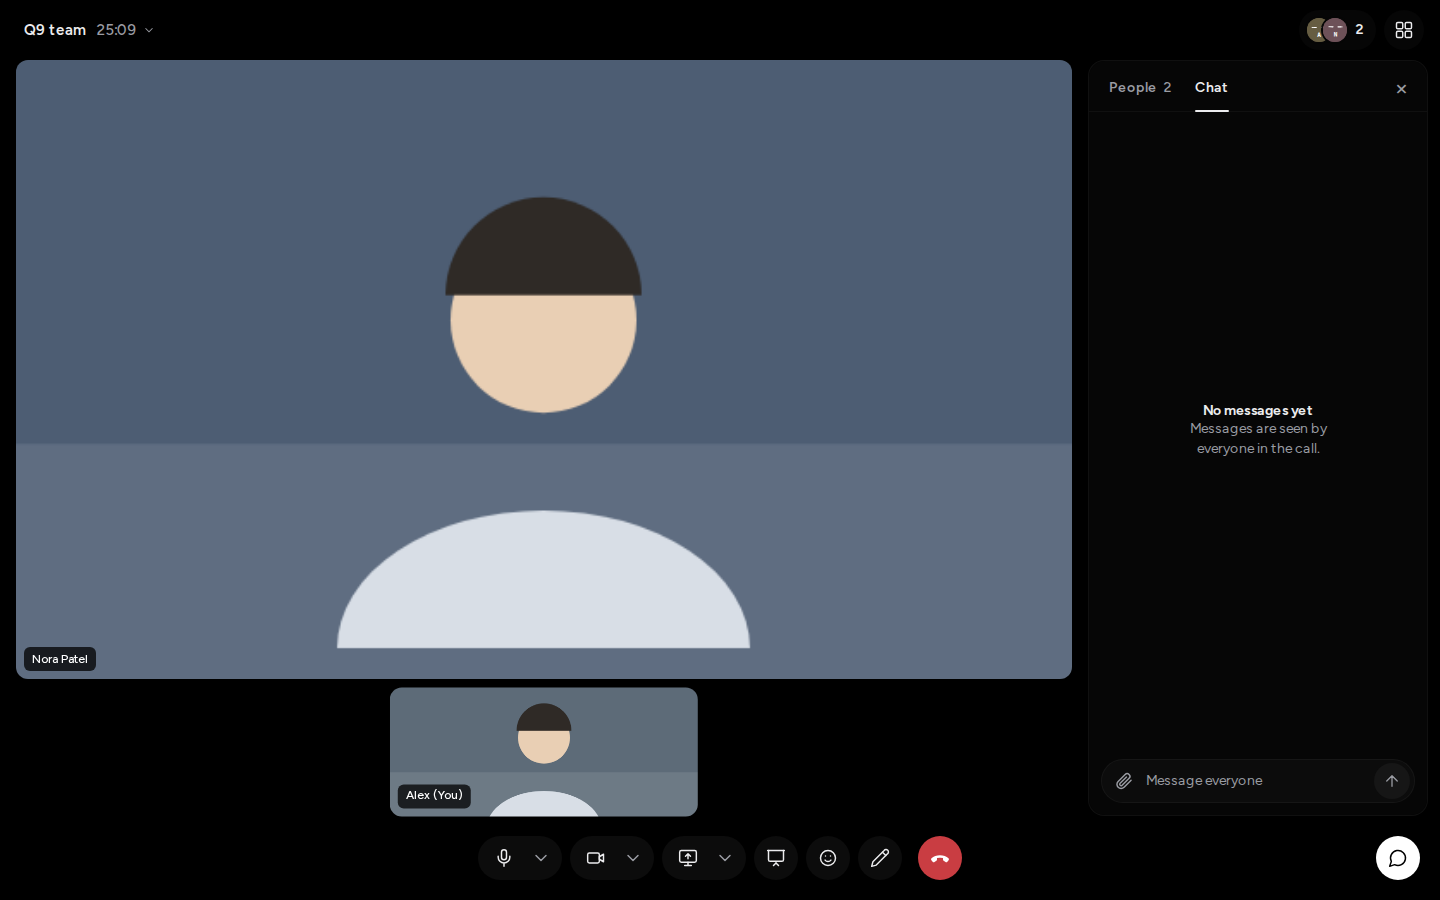 Q9 team 25:09
2
People 2 Chat
No messages yet
Messages are seen by
everyone in the call.
Nora Patel
Alex (You)
Message everyone